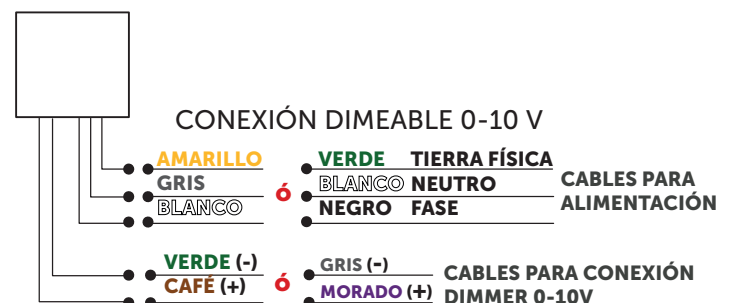 CONEXIÓN DIMEABLE 0-10 V
AMARILLO
GRIS
BLANCO
ó
VERDE TIERRA FÍSICA
BLANCO NEUTRO
NEGRO FASE
CABLES PARA
ALIMENTACIÓN
VERDE (-)
CAFÉ (+)
ó
GRIS (-)
MORADO (+)
CABLES PARA CONEXIÓN
DIMMER 0-10V